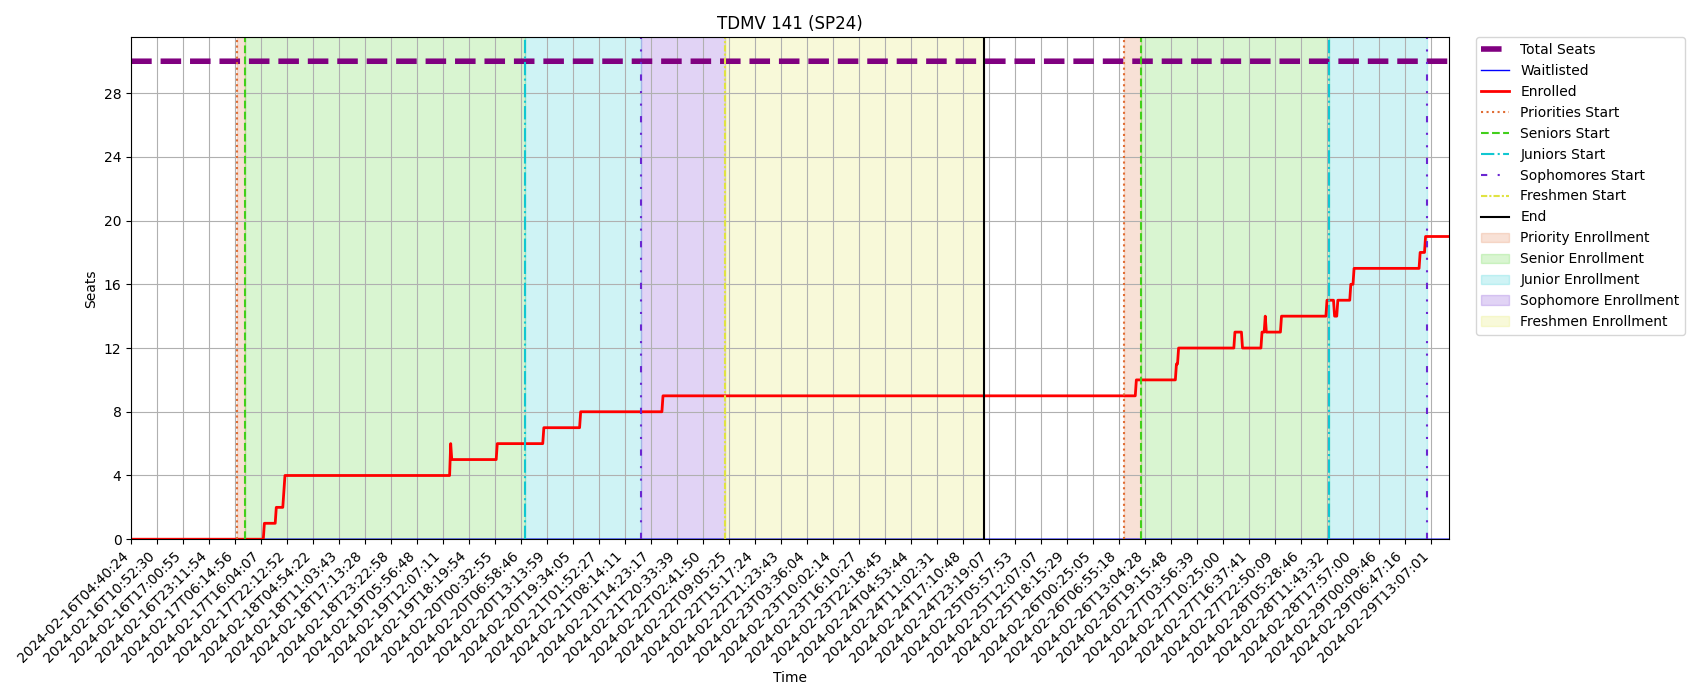 TDMV 141 (SP24)
Seats
28
24
20
16
12
8
4
0
2024-02-16T04:40:24
2024-02-16T10:52:30
2024-02-16T17:00:55
2024-02-16T23:11:54
2024-02-17T06:14:56
2024-02-17T16:04:07
2024-02-17T22:12:52
2024-02-18T04:54:22
2024-02-18T11:03:43
2024-02-18T17:13:28
2024-02-18T23:22:58
2024-02-19T05:56:48
2024-02-19T12:07:11
2024-02-19T18:19:54
2024-02-20T00:32:55
2024-02-20T06:58:46
2024-02-20T13:13:59
2024-02-20T19:34:05
2024-02-21T01:52:27
2024-02-21T08:14:11
2024-02-21T14:23:17
2024-02-21T20:33:39
2024-02-22T02:41:50
2024-02-22T09:05:25
2024-02-22T15:17:24
2024-02-22T21:23:43
2024-02-23T03:36:04
2024-02-23T10:02:14
2024-02-23T16:10:27
2024-02-23T22:18:45
2024-02-24T04:53:44
2024-02-24T11:02:31
2024-02-24T17:10:48
2024-02-24T23:19:07
2024-02-25T05:57:53
2024-02-25T12:07:07
2024-02-25T18:15:29
2024-02-26T00:25:05
2024-02-26T06:55:18
2024-02-26T13:04:28
2024-02-26T19:15:48
2024-02-27T03:56:39
2024-02-27T10:25:00
2024-02-27T16:37:41
2024-02-27T22:50:09
2024-02-28T05:28:46
2024-02-28T11:43:32
2024-02-28T17:57:00
2024-02-29T00:09:46
2024-02-29T06:47:16
2024-02-29T13:07:01
Time
Total Seats
Waitlisted
Enrolled
Priorities Start
Seniors Start
Juniors Start
Sophomores Start
Freshmen Start
End
Priority Enrollment
Senior Enrollment
Junior Enrollment
Sophomore Enrollment
Freshmen Enrollment